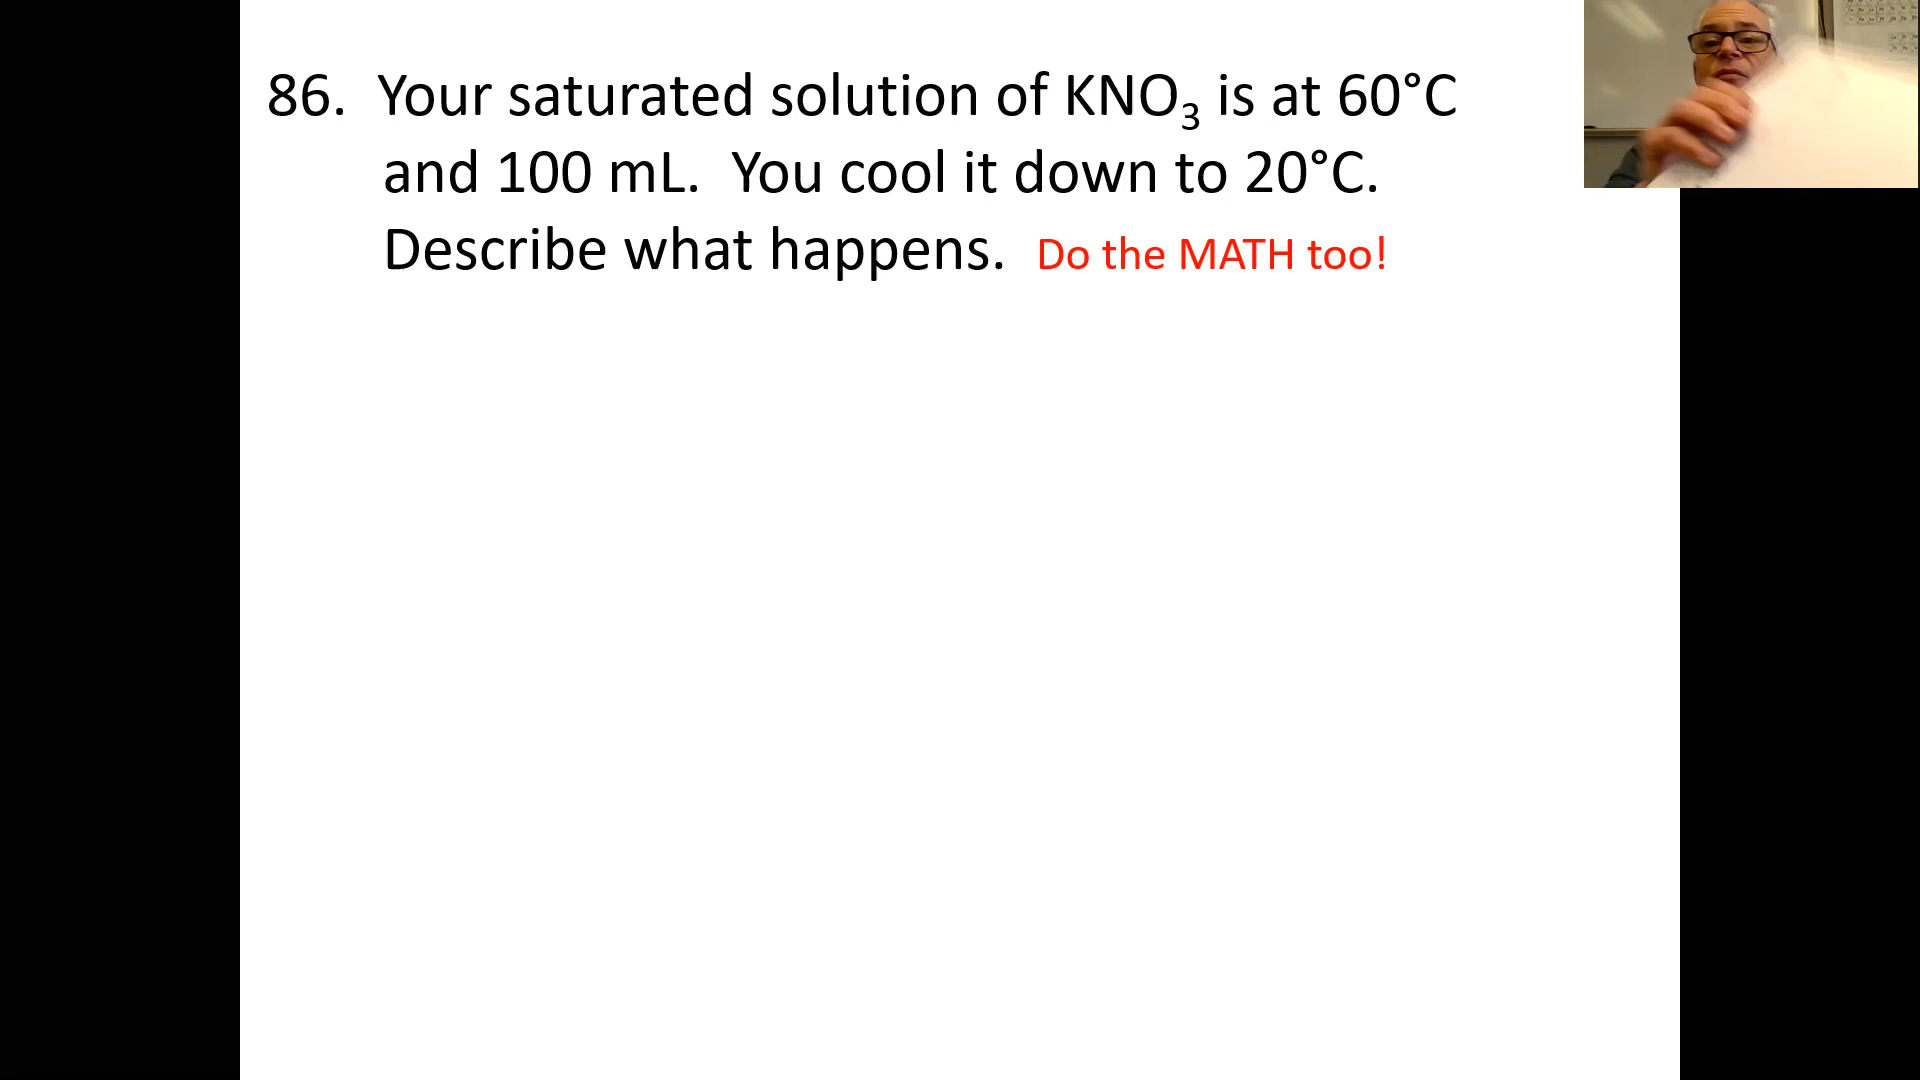 86. Your saturated solution of KNO₃ is at 60°C
and 100 mL. You cool it down to 20°C.
Describe what happens. Do the MATH too!